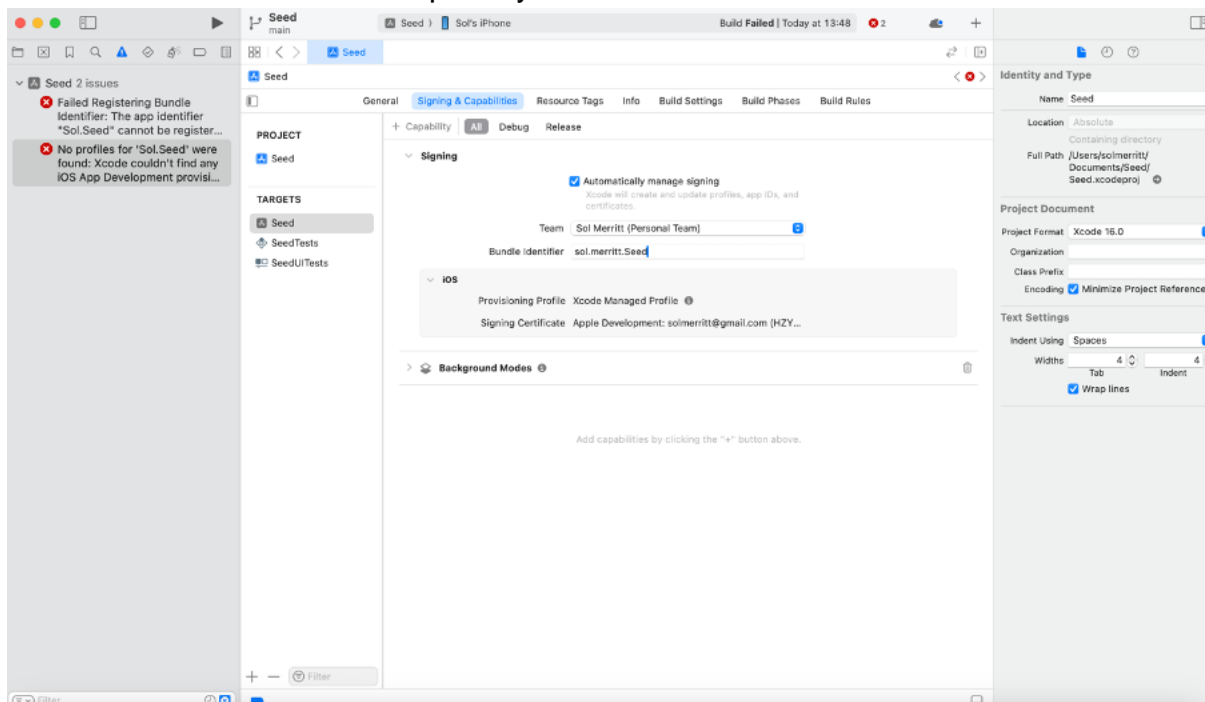 Seed
main
Seed
Sol's iPhone
Build Failed | Today at 13:48
2
Seed
Seed 2 issues
Failed Registering Bundle
Identifier: The app identifier
"Sol.Seed" cannot be register...
No profiles for 'Sol.Seed' were
found: Xcode couldn't find any
iOS App Development provisi...
Filter
Seed
General Signing & Capabilities Resource Tags Info Build Settings Build Phases Build Rules
PROJECT
Seed
TARGETS
Seed
SeedTests
SeedUITests
Filter
+ Capability All Debug Release
Signing
Automatically manage signing
Xcode will create and update profiles, app IDs, and
certificates.
Team Sol Merritt (Personal Team)
Bundle Identifier sol.merritt.Seed
iOS
Provisioning Profile Xcode Managed Profile
Signing Certificate Apple Development: solmerritt@gmail.com (HZY...
Background Modes
Add capabilities by clicking the "+" button above.
Identity and Type
Name Seed
Location Absolute
Containing directory
Full Path /Users/solmerritt/
Documents/Seed/
Seed.xcodeproj
Project Document
Project Format Xcode 16.0
Organization
Class Prefix
Encoding Minimize Project Reference
Text Settings
Indent Using Spaces
Widths 4 4
Tab Indent
Wrap lines